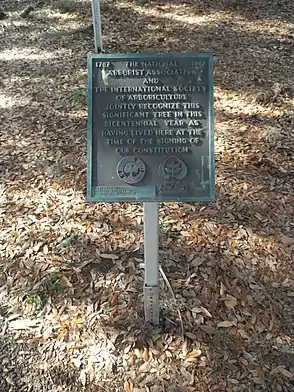 1787 THE NATIONAL 1987
ARBORIST ASSOCIATION
AND
THE INTERNATIONAL SOCIETY
OF ARBORICULTURE
JOINTLY RECOGNIZE THIS
SIGNIFICANT TREE IN THIS
BICENTENNIAL YEAR AS
HAVING LIVED HERE AT THE
TIME OF THE SIGNING OF
OUR CONSTITUTION